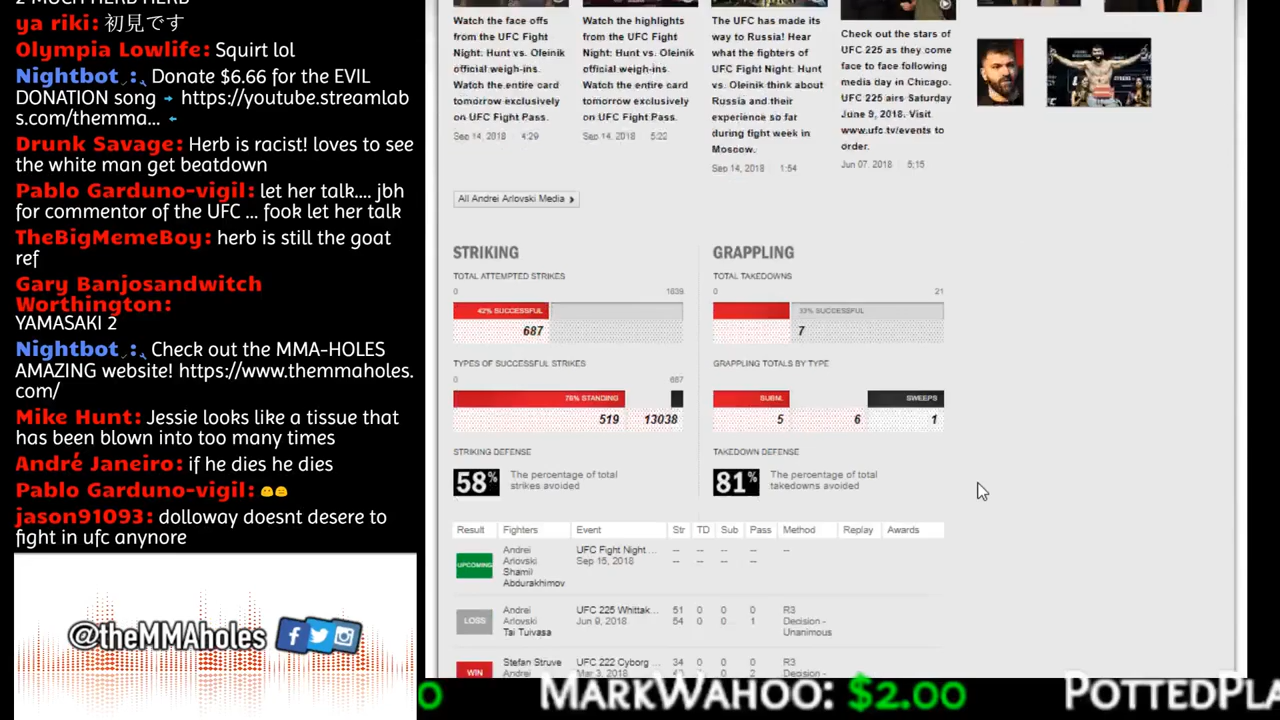 2 MUCH HERB HERB
ya riki: 初見です
Olympia Lowlife: Squirt lol
Nightbot : Donate $6.66 for the EVIL
DONATION song → https://youtube.streamlab
s.com/themma... ←
Drunk Savage: Herb is racist! loves to see
the white man get beatdown
Pablo Garduno-vigil: let her talk.... jbh
for commentor of the UFC ... fook let her talk
TheBigMemeBoy: herb is still the goat
ref
Gary Banjosandwitch
Worthington:
YAMASAKI 2
Nightbot : Check out the MMA-HOLES
AMAZING website! https://www.themmaholes.
com/
Mike Hunt: Jessie looks like a tissue that
has been blown into too many times
André Janeiro: if he dies he dies
Pablo Garduno-vigil:
jason91093: dolloway doesnt desere to
fight in ufc anynore
@theMMAholes
Watch the face offs
from the UFC Fight
Night: Hunt vs. Oleinik
official weigh-ins.
Watch the entire card
tomorrow exclusively
on UFC Fight Pass.
Sep 14, 2018 4:29
Watch the highlights
from the UFC Fight
Night: Hunt vs. Oleinik
official weigh-ins.
Watch the entire card
tomorrow exclusively
on UFC Fight Pass.
Sep 14, 2018 5:22
The UFC has made its
way to Russia! Hear
what the fighters of
UFC Fight Night: Hunt
vs. Oleinik think about
Russia and their
experience so far
during fight week in
Moscow.
Sep 14, 2018 1:54
Check out the stars of
UFC 225 as they come
face to face following
media day in Chicago.
UFC 225 airs Saturday
June 9, 2018. Visit
www.ufc.tv/events to
order.
Jun 07, 2018 5:15
All Andrei Arlovski Media
STRIKING
TOTAL ATTEMPTED STRIKES
0 1639
42% SUCCESSFUL
687
TYPES OF SUCCESSFUL STRIKES
0 687
76% STANDING
519 13038
STRIKING DEFENSE
58% The percentage of total
strikes avoided
GRAPPLING
TOTAL TAKEDOWNS
0 21
33% SUCCESSFUL
7
GRAPPLING TOTALS BY TYPE
SUBM. SWEEPS
5 6 1
TAKEDOWN DEFENSE
81% The percentage of total
takedowns avoided
Result Fighters Event Str TD Sub Pass Method Replay Awards
UPCOMING
Andrei
Arlovski
Shamil
Abdurakhimov
UFC Fight Night ...
Sep 15, 2018
-- -- -- -- --
-- -- -- --
LOSS
Andrei
Arlovski
Tai Tuivasa
UFC 225 Whittak...
Jun 9, 2018
51 0 0 0
54 0 0 1
R3
Decision -
Unanimous
WIN
Stefan Struve
Andrei
UFC 222 Cyborg ...
Mar 3, 2018
34 0 0 0
R3
Decision -
MARKWAHOO: $2.00
POTTEDPLA